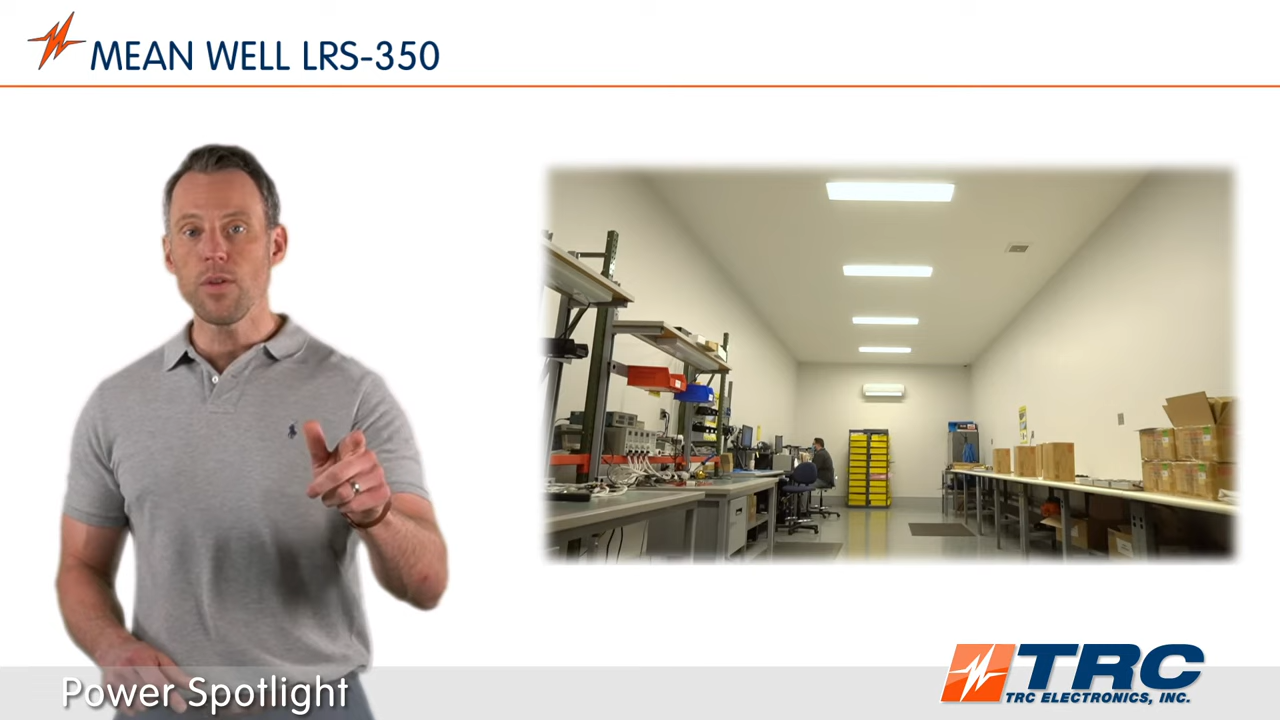 MEAN WELL LRS-350
Power Spotlight
TRC
TRC ELECTRONICS, INC.